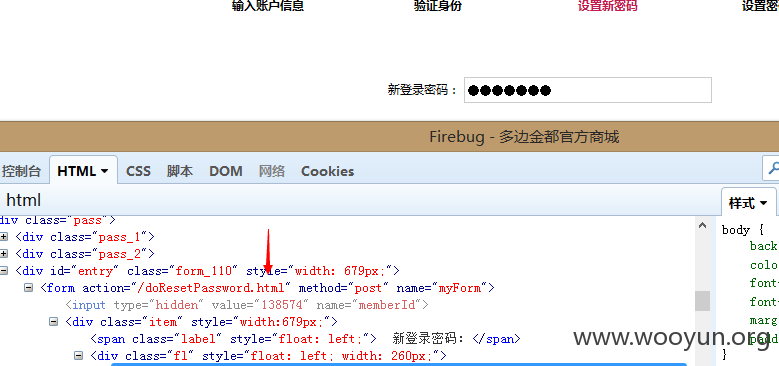 输入账户信息 验证身份 设置新密码 设置密
新登录密码： ●●●●●●●
Firebug - 多边金都官方商城
控制台 HTML CSS 脚本 DOM 网络 Cookies
html 样式
div class="pass">
<div class="pass_1">
<div class="pass_2">
<div id="entry" class="form_110" style="width: 679px;">
<form action="/doResetPassword.html" method="post" name="myForm">
<input type="hidden" value="138574" name="memberId">
<div class="item" style="width:679px;">
<span class="label" style="float: left;"> 新登录密码：</span>
<div class="fl" style="float: left; width: 260px;">
body {
back
colo
font-
font-
marg
padd
}
www.wooyun.org